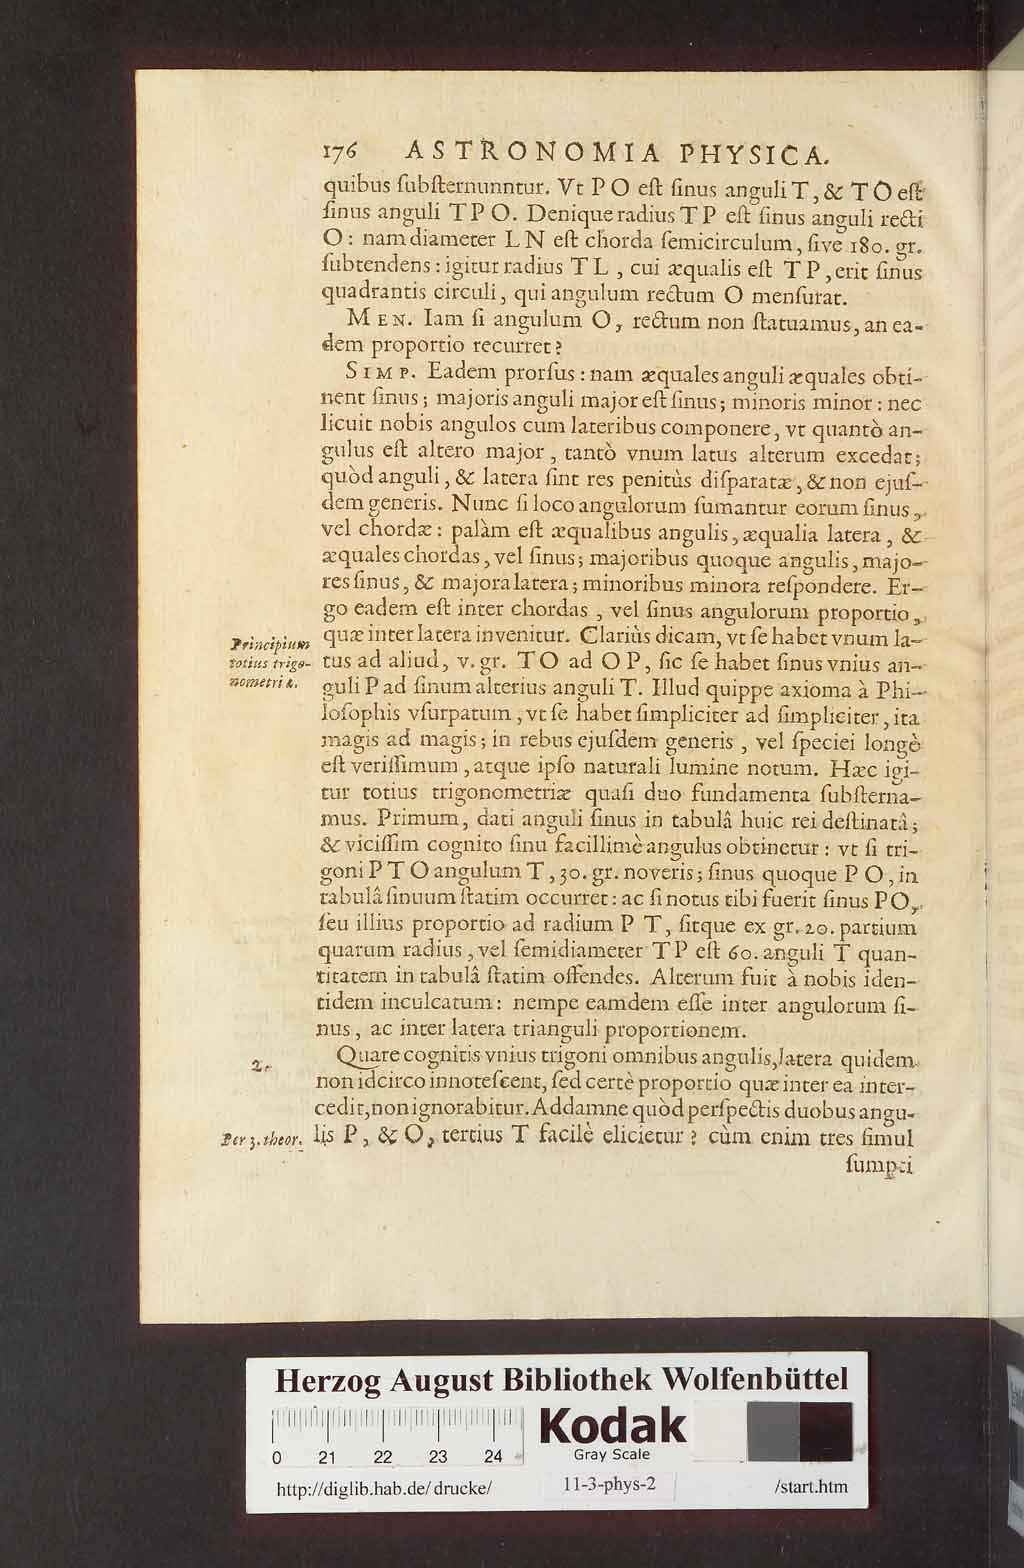 176 ASTRONOMIA PHYSICA.
quibus ſubſternunntur. Vt P O eſt ſinus anguli T, & T O eſt
ſinus anguli T P O. Denique radius T P eſt ſinus anguli recti
O : nam diameter L N eſt chorda ſemicirculum, ſive 180. gr.
ſubtendens : igitur radius T L , cui æqualis eſt T P, erit ſinus
quadrantis circuli, qui angulum rectum O menſurat.
MEN. Iam ſi angulum O, rectum non ſtatuamus, an ea-
dem proportio recurret?
SIMP. Eadem prorſus : nam æquales anguli æquales obti-
nent ſinus ; majoris anguli major eſt ſinus ; minoris minor : nec
licuit nobis angulos cum lateribus componere, vt quantò an-
gulus eſt altero major , tantò vnum latus alterum excedat ;
quòd anguli, & latera ſint res penitùs diſparatæ, & non ejuſ-
dem generis. Nunc ſi loco angulorum ſumantur eorum ſinus,
vel chordæ : palàm eſt æqualibus angulis, æqualia latera , &
æquales chordas, vel ſinus ; majoribus quoque angulis, majo-
res ſinus, & majora latera ; minoribus minora reſpondere. Er-
go eadem eſt inter chordas , vel ſinus angulorum proportio,
Principium
totius trigo-
nometriæ.
quæ inter latera invenitur. Clariùs dicam, vt ſe habet vnum la-
tus ad aliud, v. gr. T O ad O P, ſic ſe habet ſinus vnius an-
guli P ad ſinum alterius anguli T. Illud quippe axioma à Phi-
loſophis vſurpatum, vt ſe habet ſimpliciter ad ſimpliciter, ita
magis ad magis ; in rebus ejuſdem generis , vel ſpeciei longè
eſt veriſſimum, atque ipſo naturali lumine notum. Hæc igi-
tur totius trigonometriæ quaſi duo fundamenta ſubſterna-
mus. Primum, dati anguli ſinus in tabulâ huic rei deſtinatâ ;
& viciſſim cognito ſinu facillimè angulus obtinetur : vt ſi tri-
goni P T O angulum T, 30. gr. noveris ; ſinus quoque P O, in
tabulâ ſinuum ſtatim occurret : ac ſi notus tibi fuerit ſinus P O,
ſeu illius proportio ad radium P T, ſitque ex gr. 20. partium
quarum radius, vel ſemidiameter T P eſt 60. anguli T quan-
titatem in tabulâ ſtatim offendes. Alterum fuit à nobis iden-
tidem inculcatum : nempe eamdem eſſe inter angulorum ſi-
nus, ac inter latera trianguli proportionem.
2.
Quare cognitis vnius trigoni omnibus angulis, latera quidem
non idcirco innoteſcent, ſed certè proportio quæ inter ea inter-
cedit, non ignorabitur. Addamne quòd perſpectis duobus angu-
Per 3. theor.
lis P, & O, tertius T facilè elicietur ? cùm enim tres ſimul
ſumpti
Herzog August Bibliothek Wolfenbüttel
0 21 22 23 24
Kodak
Gray Scale
http://diglib.hab.de/drucke/ 11-3-phys-2 /start.htm